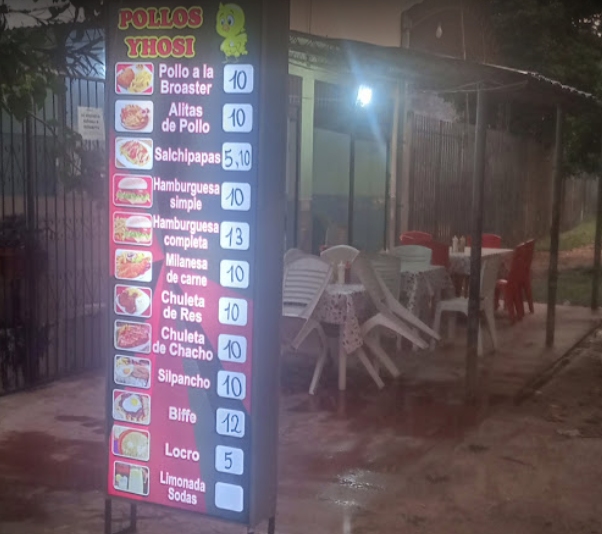 POLLOS
YHOSI
Pollo a la
Broaster 10
Alitas
de Pollo 10
Salchipapas 5,10
Hamburguesa
simple 10
Hamburguesa
completa 13
Milanesa
de carne 10
Chuleta
de Res 10
Chuleta
de Chacho 10
Silpancho 10
Biffe 12
Locro 5
Limonada
Sodas